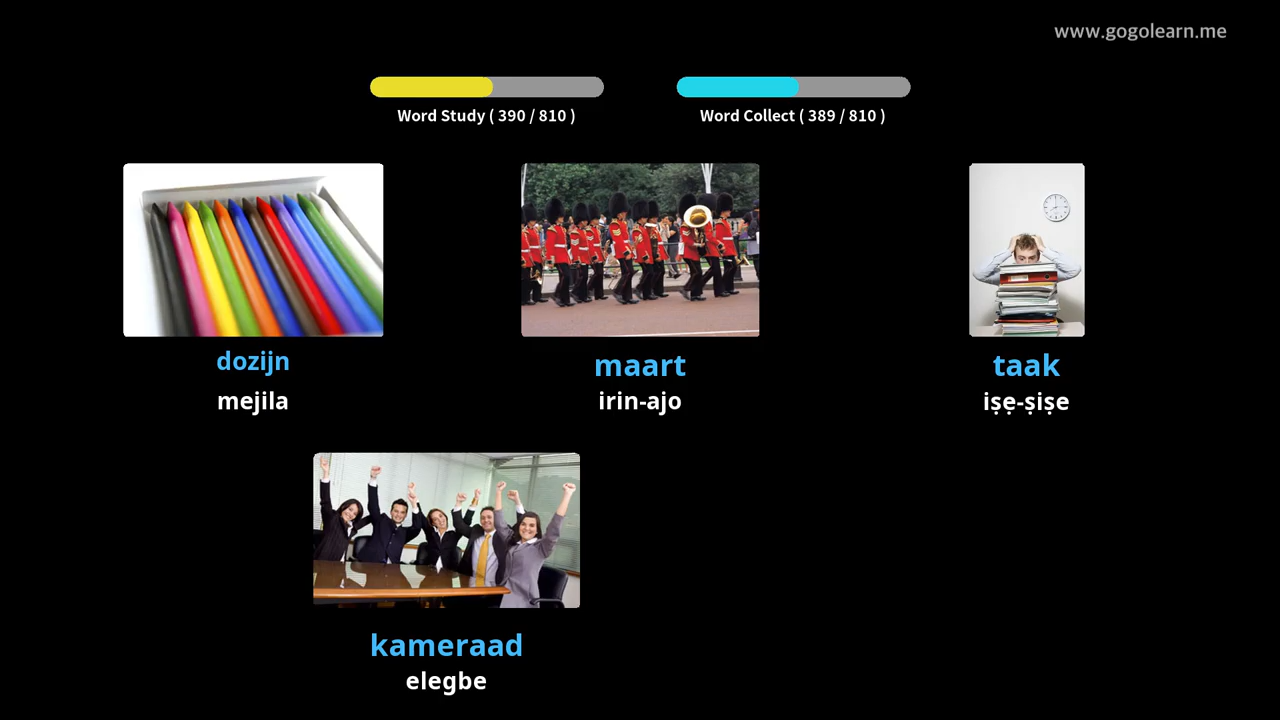 www.gogolearn.me
Word Study ( 390 / 810 )
Word Collect ( 389 / 810 )
dozijn
mejila
maart
irin-ajo
taak
iṣẹ-ṣiṣe
kameraad
elegbe